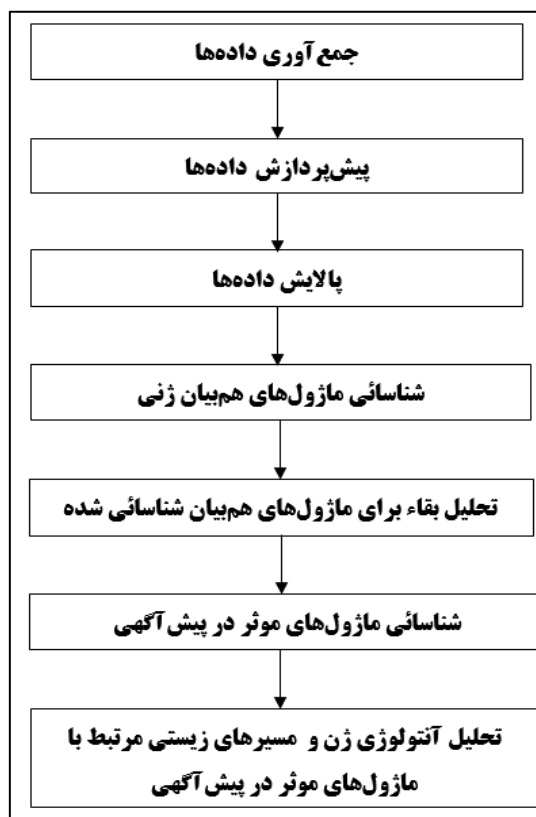 جمع‌آوری داده‌ها
پیش‌پردازش داده‌ها
پالایش داده‌ها
شناسائی ماژول‌های هم‌بیان ژنی
تحلیل بقاء برای ماژول‌های هم‌بیان شناسائی شده
شناسائی ماژول‌های موثر در پیش‌آگهی
تحلیل آنتولوژی ژن و مسیرهای زیستی مرتبط با
ماژول‌های موثر در پیش‌آگهی